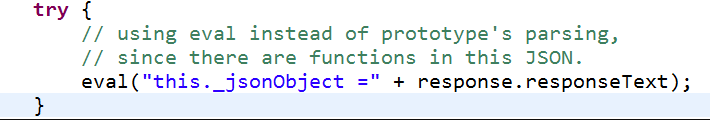 try {
// using eval instead of prototype's parsing,
// since there are functions in this JSON.
eval("this._jsonObject =" + response.responseText);
}